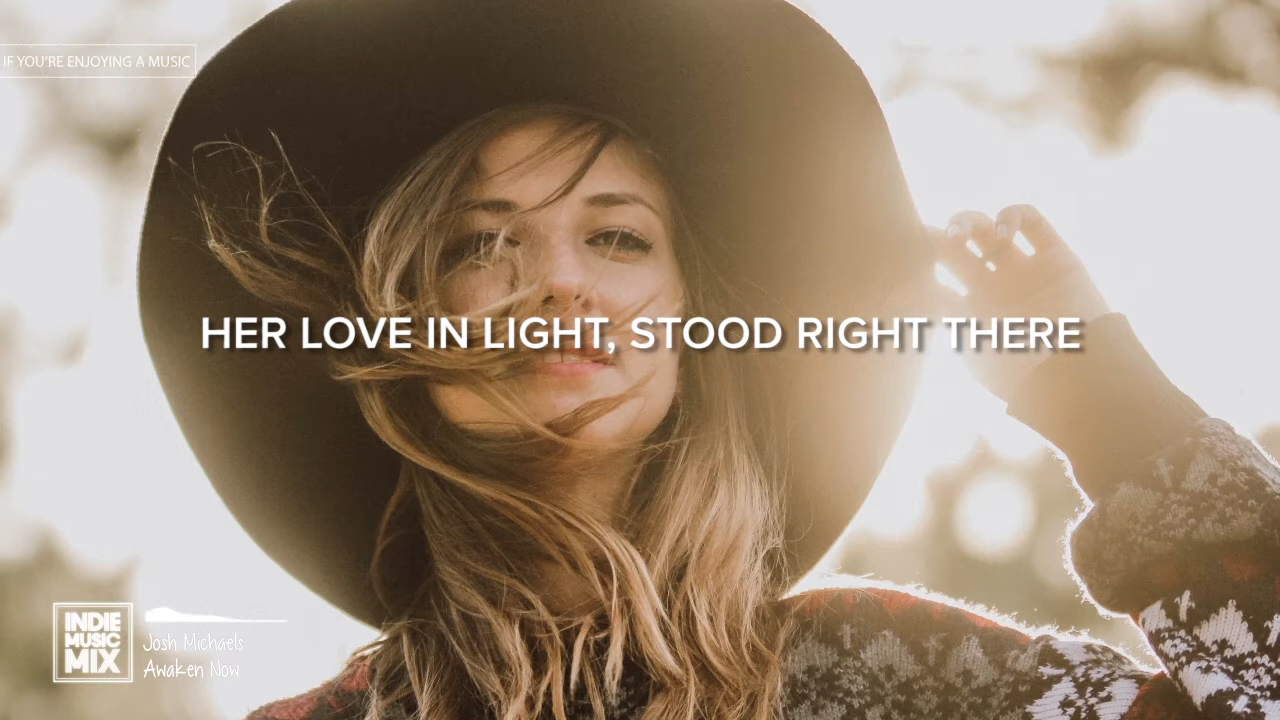 IF YOU'RE ENJOYING A MUSIC
HER LOVE IN LIGHT, STOOD RIGHT THERE
INDIE
MUSIC
MIX
Josh Michaels
Awaken Now